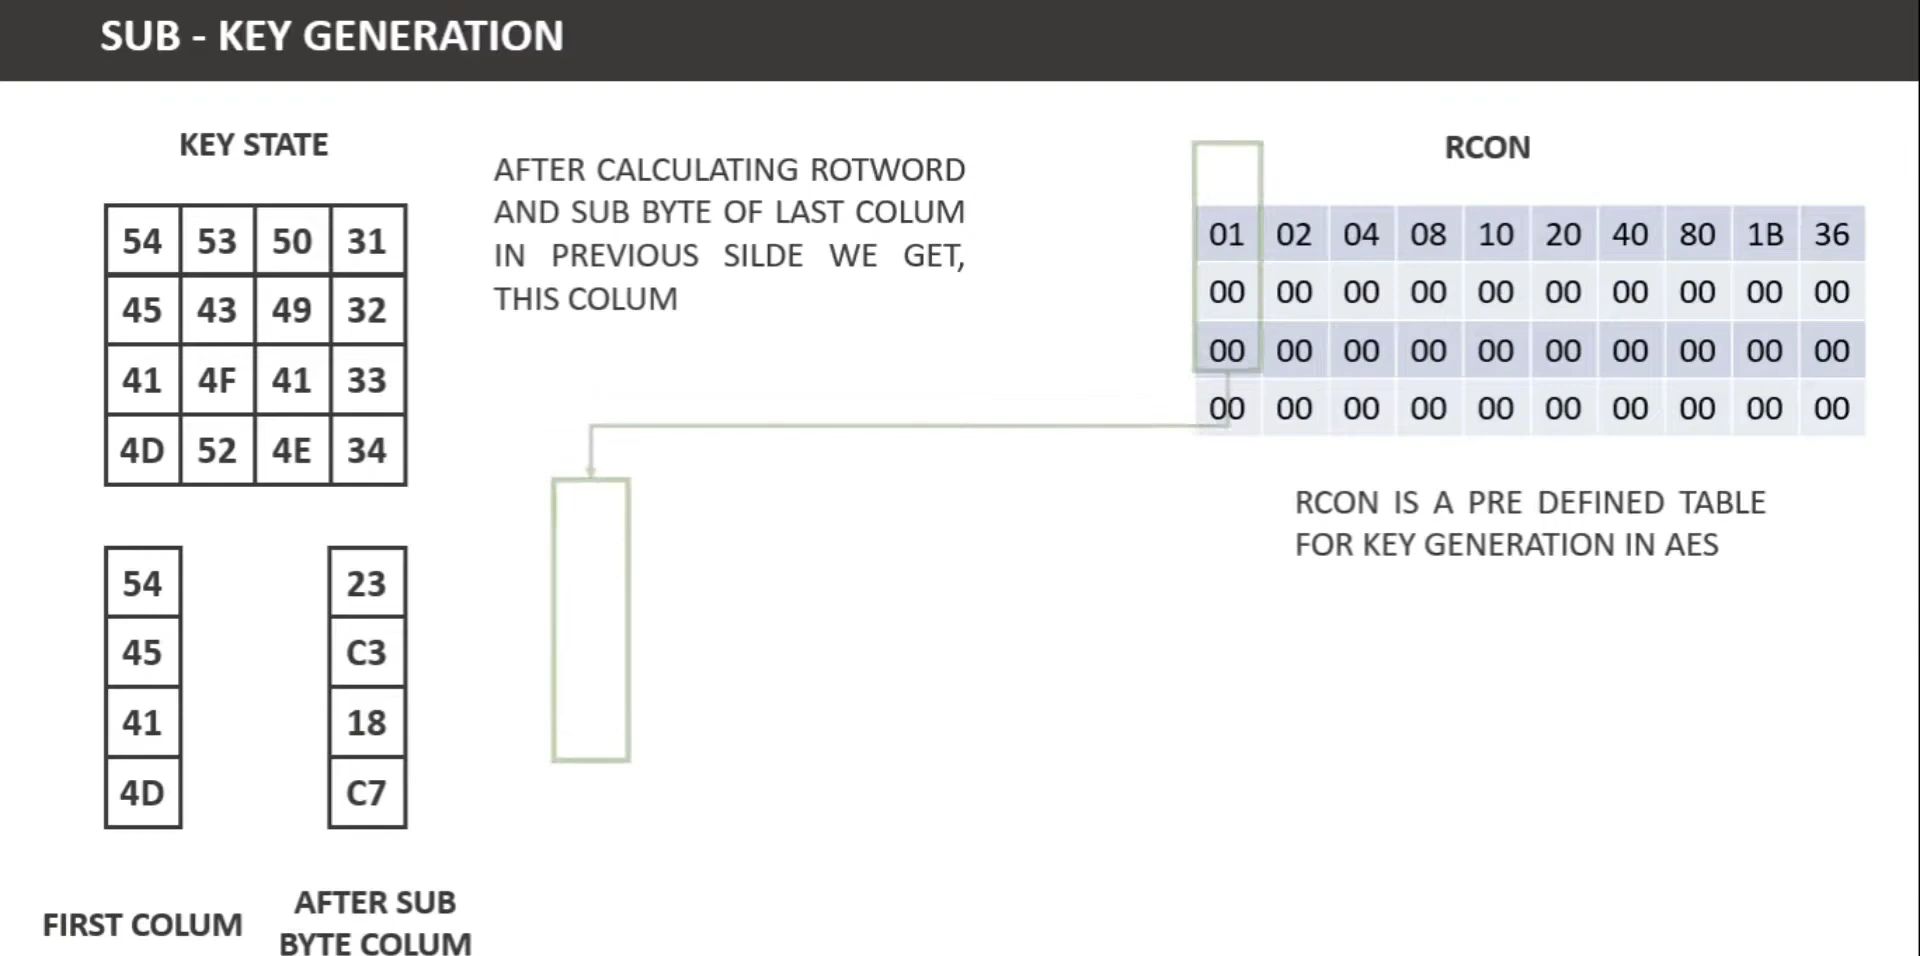 SUB - KEY GENERATION
KEY STATE
54 53 50 31
45 43 49 32
41 4F 41 33
4D 52 4E 34
AFTER CALCULATING ROTWORD
AND SUB BYTE OF LAST COLUM
IN PREVIOUS SILDE WE GET,
THIS COLUM
RCON
01 02 04 08 10 20 40 80 1B 36
00 00 00 00 00 00 00 00 00 00
00 00 00 00 00 00 00 00 00 00
00 00 00 00 00 00 00 00 00 00
RCON IS A PRE DEFINED TABLE
FOR KEY GENERATION IN AES
54
45
41
4D
FIRST COLUM
23
C3
18
C7
AFTER SUB
BYTE COLUM